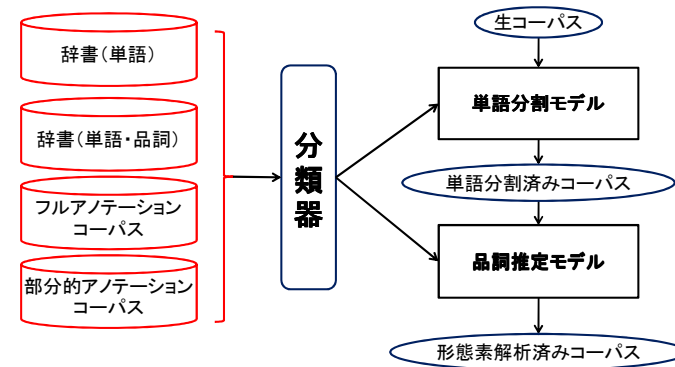 辞書(単語)
辞書(単語・品詞)
フルアノテーション
コーパス
部分的アノテーション
コーパス
分類器
生コーパス
単語分割モデル
単語分割済みコーパス
品詞推定モデル
形態素解析済みコーパス